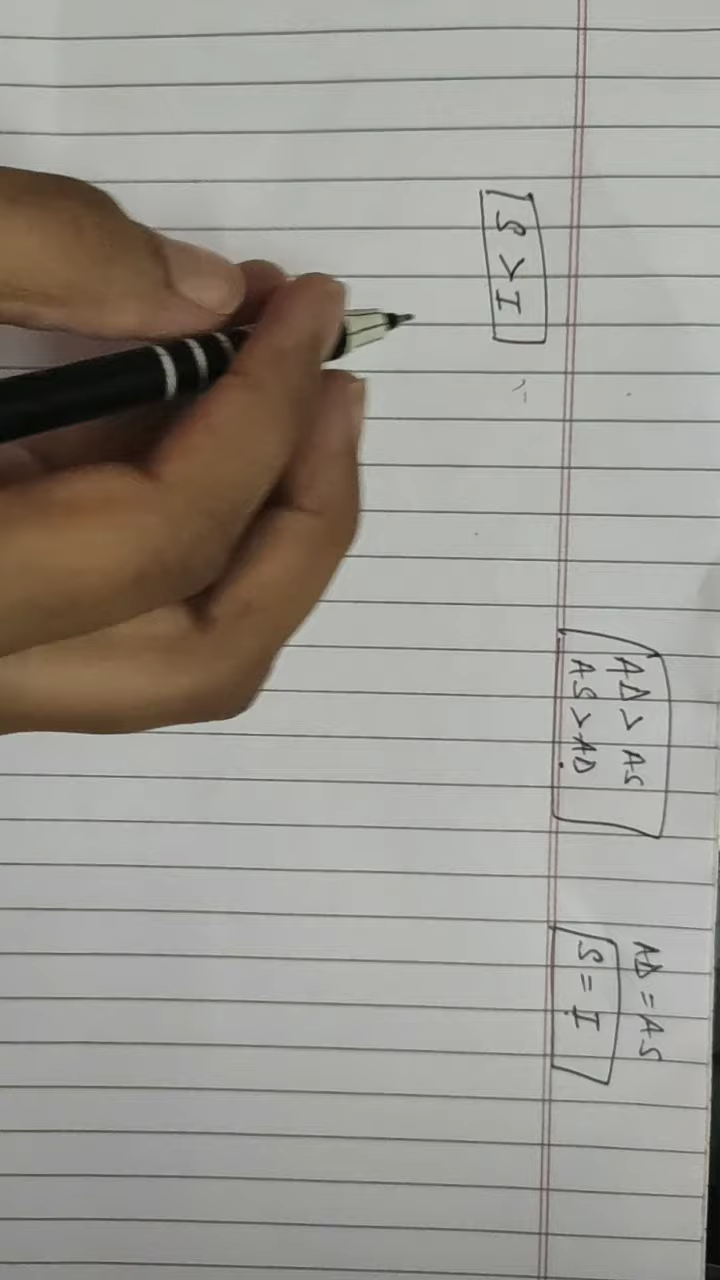 AD = AS
S = I
AD > AS
AS > AD
S > I